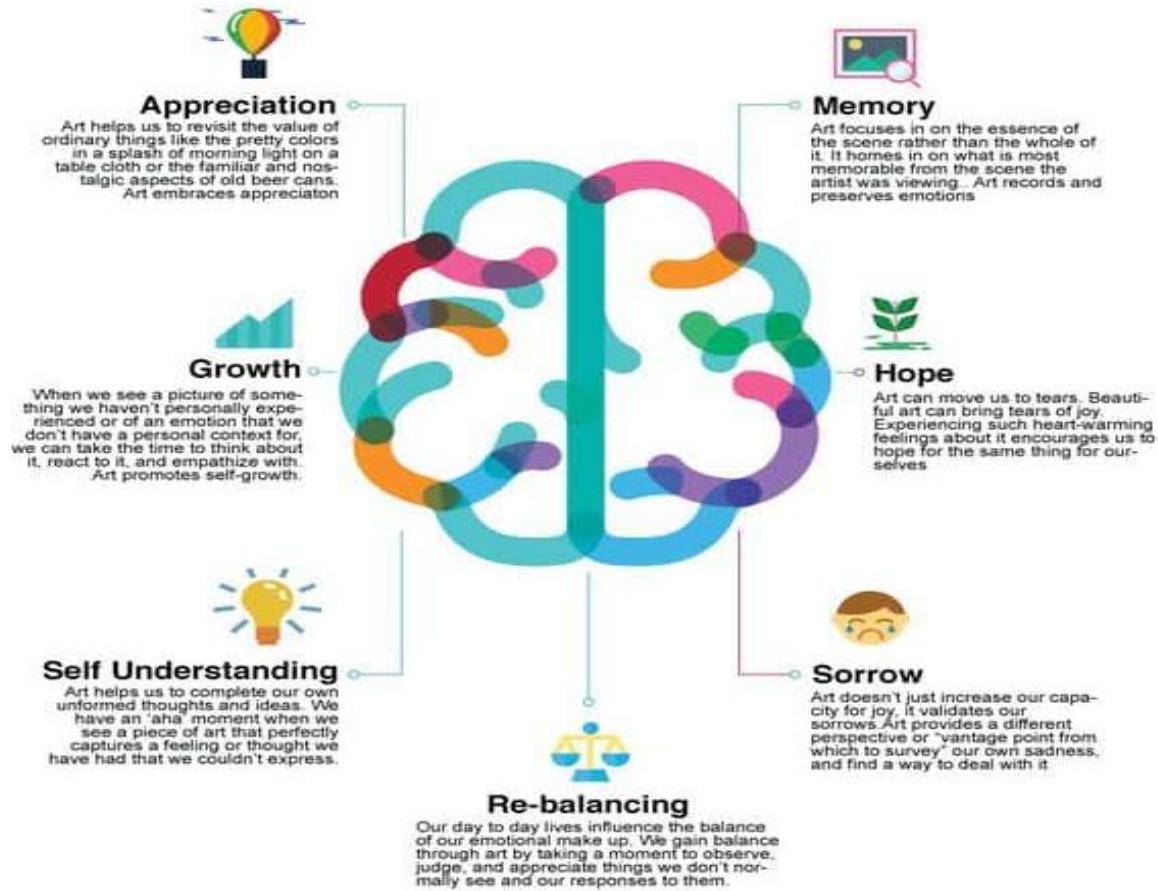 Appreciation
Art helps us to revisit the value of
ordinary things like the pretty colors
in a splash of morning light on a
table cloth or the familiar and nos-
talgic aspects of old beer cans.
Art embraces appreciaton
Memory
Art focuses in on the essence of
the scene rather than the whole of
it. It homes in on what is most
memorable from the scene the
artist was viewing.. Art records and
preserves emotions
Growth
When we see a picture of some-
thing we haven't personally expe-
rienced or of an emotion that we
don't have a personal context for,
we can take the time to think about
it, react to it, and empathize with.
Art promotes self-growth.
Hope
Art can move us to tears. Beauti-
ful art can bring tears of joy.
Experiencing such heart-warming
feelings about it encourages us to
hope for the same thing for our-
selves
Self Understanding
Art helps us to complete our own
unformed thoughts and ideas. We
have an 'aha' moment when we
see a piece of art that perfectly
captures a feeling or thought we
have had that we couldn't express.
Sorrow
Art doesn't just increase our capa-
city for joy, it validates our
sorrows.Art provides a different
perspective or "vantage point from
which to survey" our own sadness,
and find a way to deal with it
Re-balancing
Our day to day lives influence the balance
of our emotional make up. We gain balance
through art by taking a moment to observe,
judge, and appreciate things we don't nor-
mally see and our responses to them.